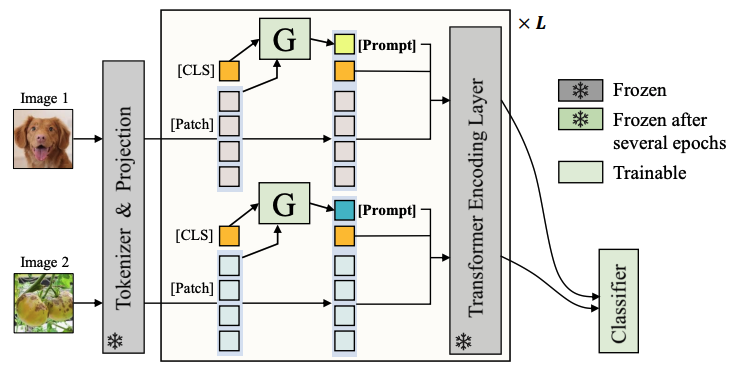 × L
G
[Prompt]
[CLS]
Image 1
[Patch]
Tokenizer & Projection
Transformer Encoding Layer
Frozen
Frozen after
several epochs
Trainable
G
[Prompt]
[CLS]
Image 2
[Patch]
Classifier